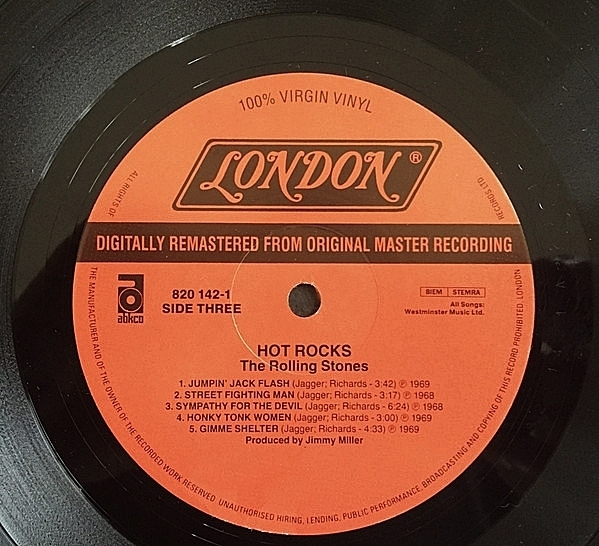 100% VIRGIN VINYL
LONDON®
DIGITALLY REMASTERED FROM ORIGINAL MASTER RECORDING
abkco
820 142-1
SIDE THREE
BIEM STEMRA
All Songs:
Westminster Music Ltd.
HOT ROCKS
The Rolling Stones
1. JUMPIN' JACK FLASH (Jagger; Richards - 3:42) ℗ 1969
2. STREET FIGHTING MAN (Jagger; Richards - 3:17) ℗ 1968
3. SYMPATHY FOR THE DEVIL (Jagger; Richards - 6:24) ℗ 1968
4. HONKY TONK WOMEN (Jagger; Richards - 3:00) ℗ 1969
5. GIMME SHELTER (Jagger; Richards - 4:33) ℗ 1969
Produced by Jimmy Miller
ALL RIGHTS OF THE MANUFACTURER AND OF THE OWNER OF THE RECORDED WORK RESERVED UNAUTHORISED HIRING, LENDING, PUBLIC PERFORMANCE, BROADCASTING AND COPYING OF THIS RECORD PROHIBITED. LONDON RECORDS LTD.